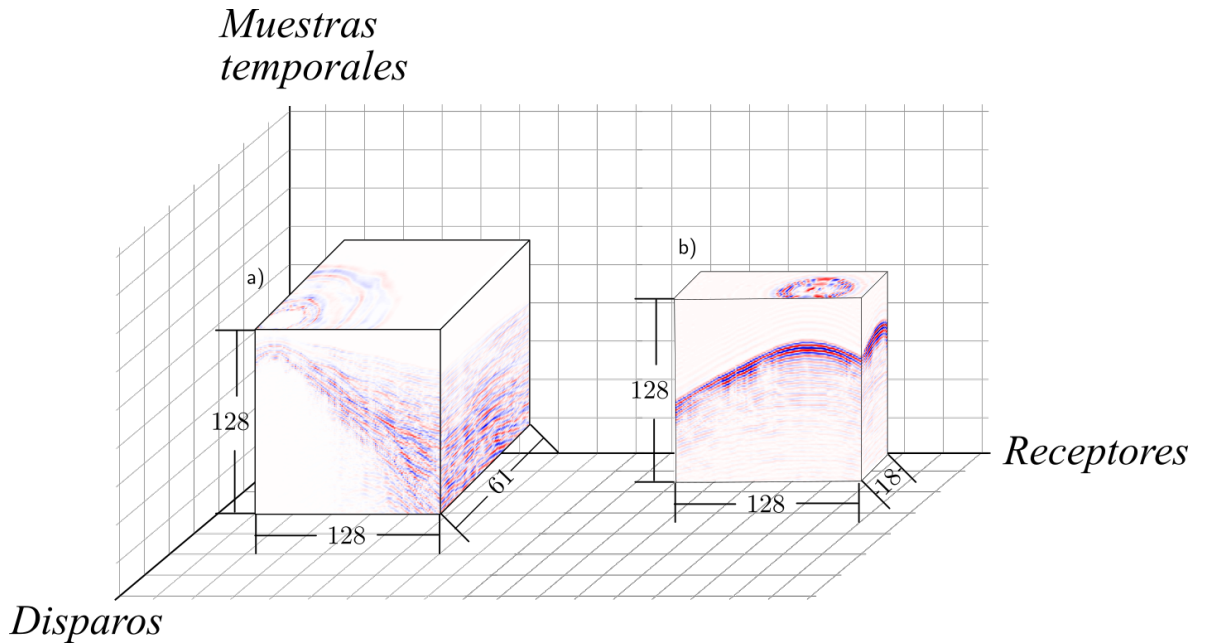 Muestras
temporales
a)
b)
128
128
61
128
128
18
Receptores
Disparos